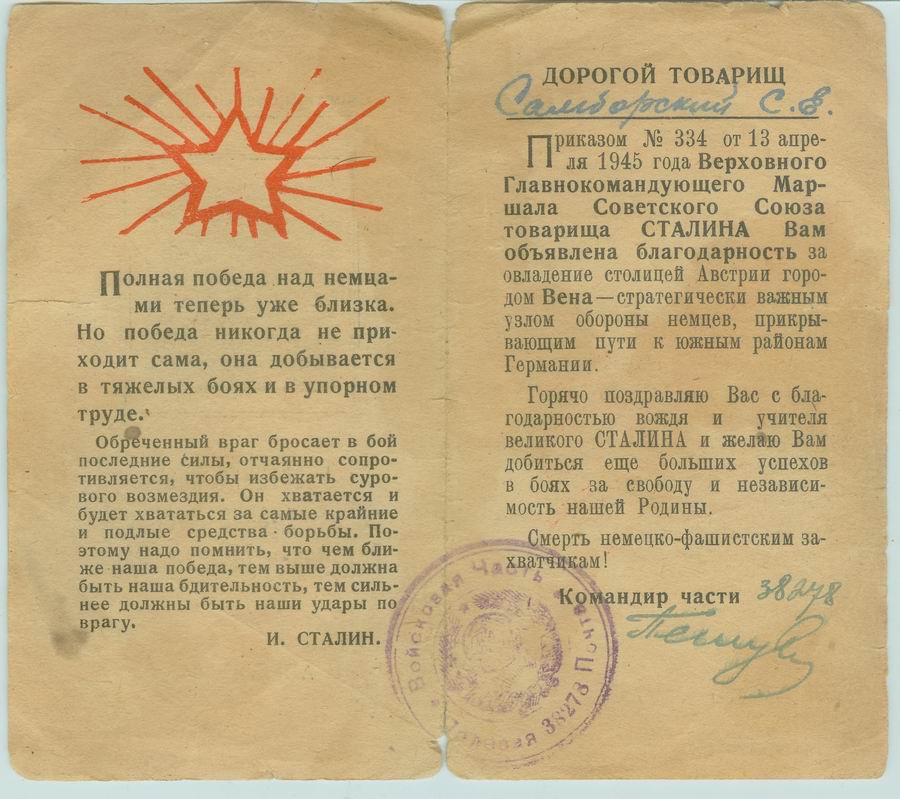 Полная победа над немца-
ми теперь уже близка.
Но победа никогда не при-
ходит сама, она добывается
в тяжелых боях и в упорном
труде.
Обреченный враг бросает в бой
последние силы, отчаянно сопро-
тивляется, чтобы избежать суро-
вого возмездия. Он хватается и
будет хвататься за самые крайние
и подлые средства борьбы. По-
этому надо помнить, что чем бли-
же наша победа, тем выше должна
быть наша бдительность, тем силь-
нее должны быть наши удары по
врагу.
И. СТАЛИН.
ДОРОГОЙ ТОВАРИЩ
Самборский С.Е.
Приказом № 334 от 13 апре-
ля 1945 года Верховного
Главнокомандующего Мар-
шала Советского Союза
товарища СТАЛИНА Вам
объявлена благодарность за
овладение столицей Австрии горо-
дом Вена—стратегически важным
узлом обороны немцев, прикры-
вающим пути к южным районам
Германии.
Горячо поздравляю Вас с бла-
годарностью вождя и учителя
великого СТАЛИНА и желаю Вам
добиться еще больших успехов
в боях за свободу и независи-
мость нашей Родины.
Смерть немецко-фашистским за-
хватчикам!
Командир части 38278
Войсковая Часть
Полевая 38278 Почта